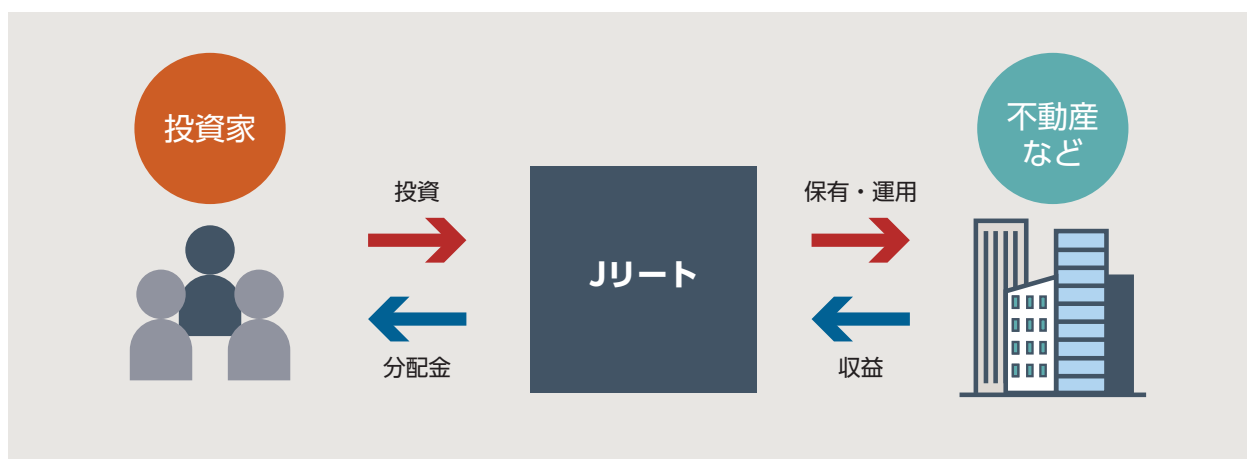 投資家
不動産
など
投資
保有・運用
Jリート
分配金
収益